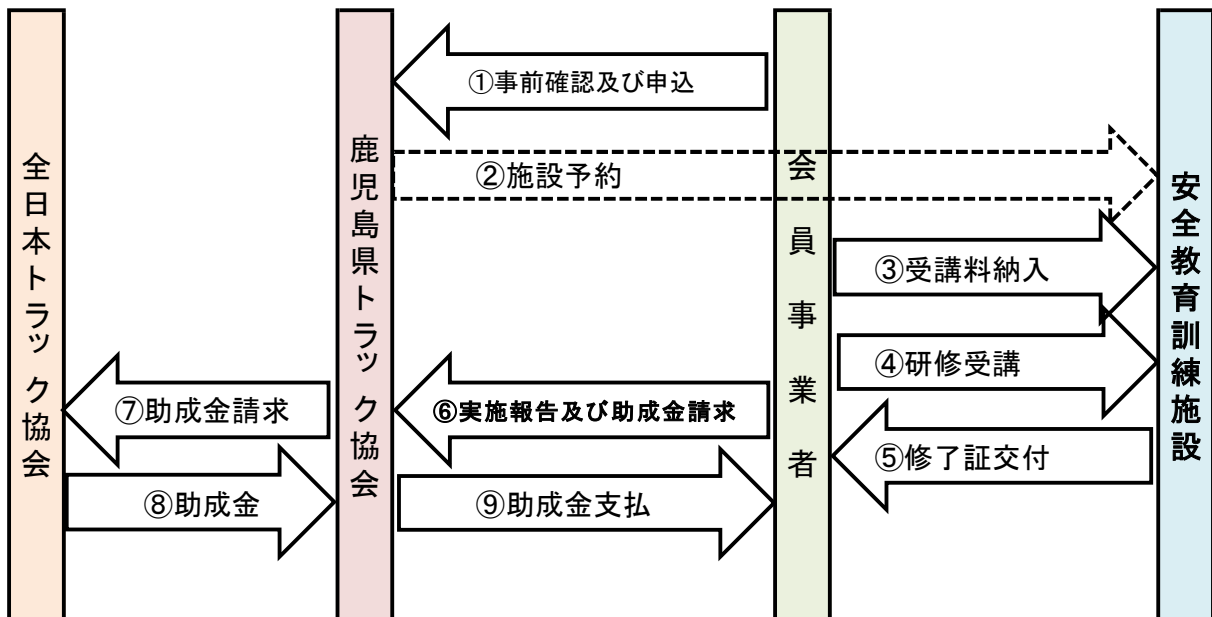 全日本トラック協会
鹿児島県トラック協会
会員事業者
安全教育訓練施設
①事前確認及び申込
②施設予約
③受講料納入
④研修受講
⑤修了証交付
⑥実施報告及び助成金請求
⑦助成金請求
⑧助成金
⑨助成金支払